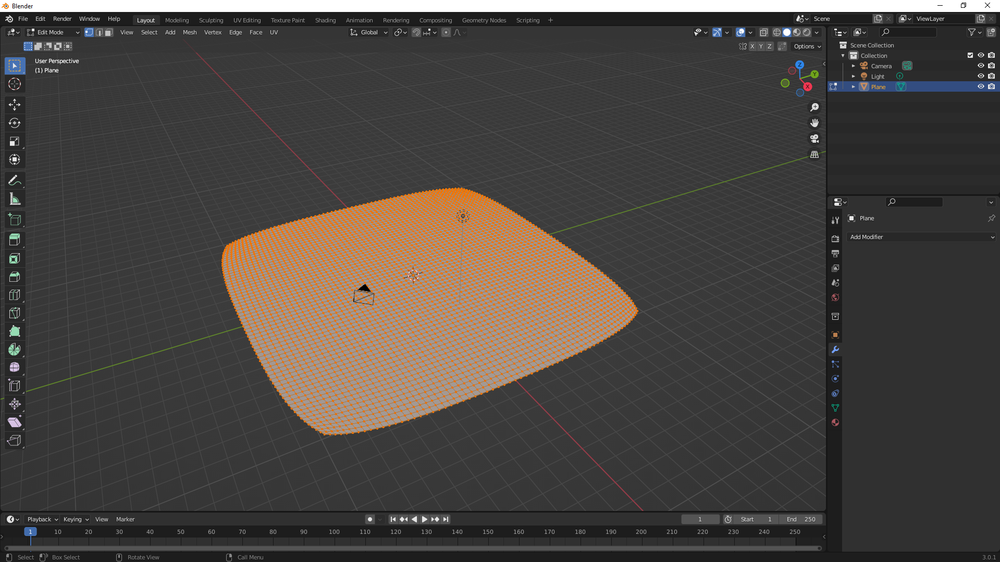 Blender
File Edit Render Window Help
Layout Modeling Sculpting UV Editing Texture Paint Shading Animation Rendering Compositing Geometry Nodes Scripting +
Scene
ViewLayer
Edit Mode
View Select Add Mesh Vertex Edge Face UV
Global
X Y Z
Options
User Perspective
(1) Plane
Z
Y
X
Scene Collection
Collection
Camera
Light
Plane
Plane
Add Modifier
Playback Keying View Marker
1
Start 1
End 250
1 10 20 30 40 50 60 70 80 90 100 110 120 130 140 150 160 170 180 190 200 210 220 230 240 250
Select Box Select Rotate View Call Menu
3.0.1